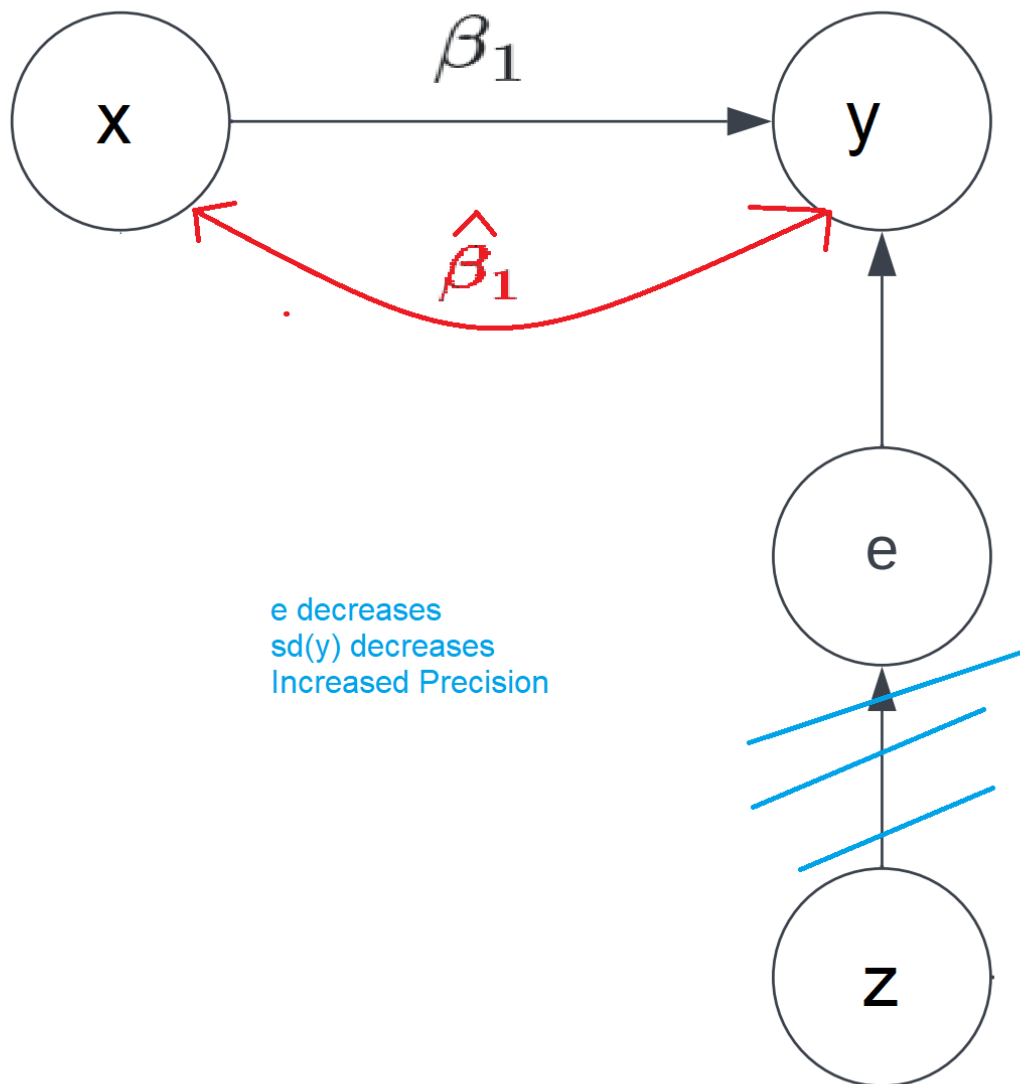 β₁
x
y
β̂₁
e
e decreases
sd(y) decreases
Increased Precision
z